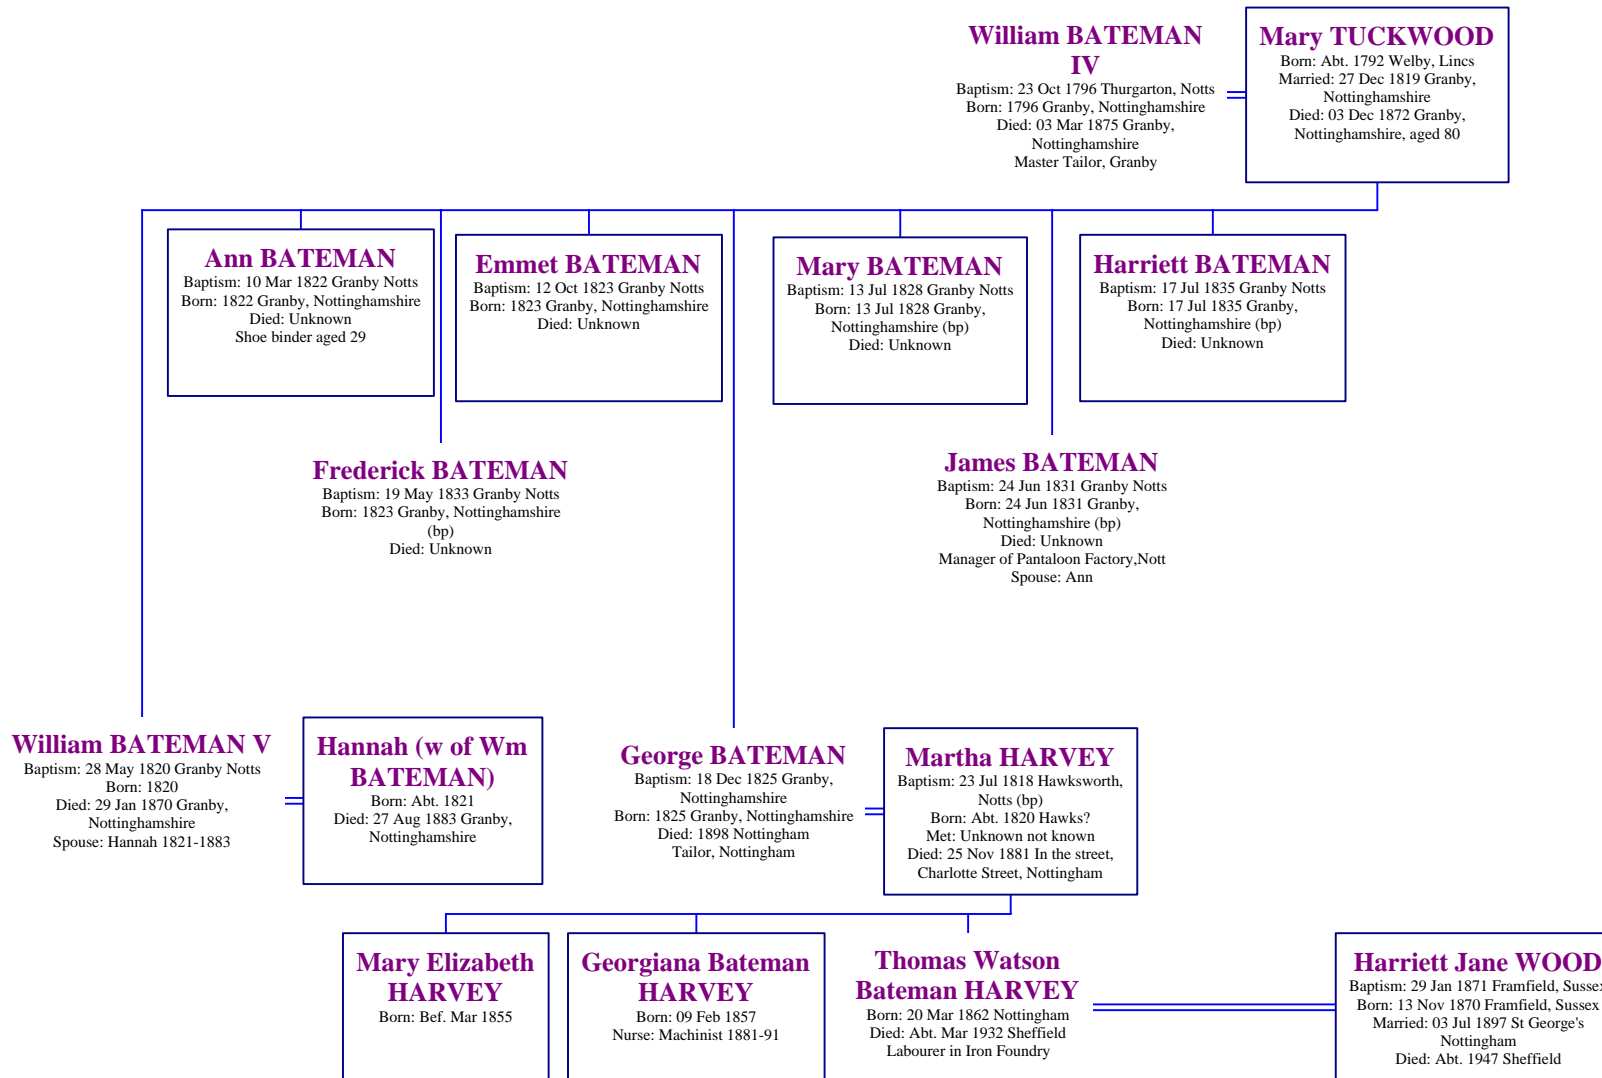 William BATEMAN
IV
Baptism: 23 Oct 1796 Thurgarton, Notts
Born: 1796 Granby, Nottinghamshire
Died: 03 Mar 1875 Granby,
Nottinghamshire
Master Tailor, Granby
Mary TUCKWOOD
Born: Abt. 1792 Welby, Lincs
Married: 27 Dec 1819 Granby,
Nottinghamshire
Died: 03 Dec 1872 Granby,
Nottinghamshire, aged 80
Ann BATEMAN
Baptism: 10 Mar 1822 Granby Notts
Born: 1822 Granby, Nottinghamshire
Died: Unknown
Shoe binder aged 29
Emmet BATEMAN
Baptism: 12 Oct 1823 Granby Notts
Born: 1823 Granby, Nottinghamshire
Died: Unknown
Mary BATEMAN
Baptism: 13 Jul 1828 Granby Notts
Born: 13 Jul 1828 Granby,
Nottinghamshire (bp)
Died: Unknown
Harriett BATEMAN
Baptism: 17 Jul 1835 Granby Notts
Born: 17 Jul 1835 Granby,
Nottinghamshire (bp)
Died: Unknown
Frederick BATEMAN
Baptism: 19 May 1833 Granby Notts
Born: 1823 Granby, Nottinghamshire
(bp)
Died: Unknown
James BATEMAN
Baptism: 24 Jun 1831 Granby Notts
Born: 24 Jun 1831 Granby,
Nottinghamshire (bp)
Died: Unknown
Manager of Pantaloon Factory,Nott
Spouse: Ann
William BATEMAN V
Baptism: 28 May 1820 Granby Notts
Born: 1820
Died: 29 Jan 1870 Granby,
Nottinghamshire
Spouse: Hannah 1821-1883
Hannah (w of Wm
BATEMAN)
Born: Abt. 1821
Died: 27 Aug 1883 Granby,
Nottinghamshire
George BATEMAN
Baptism: 18 Dec 1825 Granby,
Nottinghamshire
Born: 1825 Granby, Nottinghamshire
Died: 1898 Nottingham
Tailor, Nottingham
Martha HARVEY
Baptism: 23 Jul 1818 Hawksworth,
Notts (bp)
Born: Abt. 1820 Hawks?
Met: Unknown not known
Died: 25 Nov 1881 In the street,
Charlotte Street, Nottingham
Mary Elizabeth
HARVEY
Born: Bef. Mar 1855
Georgiana Bateman
HARVEY
Born: 09 Feb 1857
Nurse: Machinist 1881-91
Thomas Watson
Bateman HARVEY
Born: 20 Mar 1862 Nottingham
Died: Abt. Mar 1932 Sheffield
Labourer in Iron Foundry
Harriett Jane WOOD
Baptism: 29 Jan 1871 Framfield, Sussex
Born: 13 Nov 1870 Framfield, Sussex
Married: 03 Jul 1897 St George's
Nottingham
Died: Abt. 1947 Sheffield